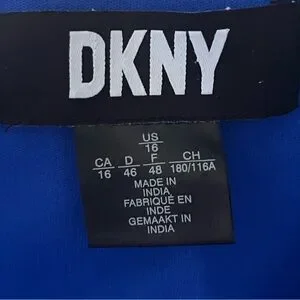 DKNY
US
16
CA D F CH
16 46 48 180/116A
MADE IN
INDIA
FABRIQUÉ EN
INDE
GEMAAKT IN
INDIA